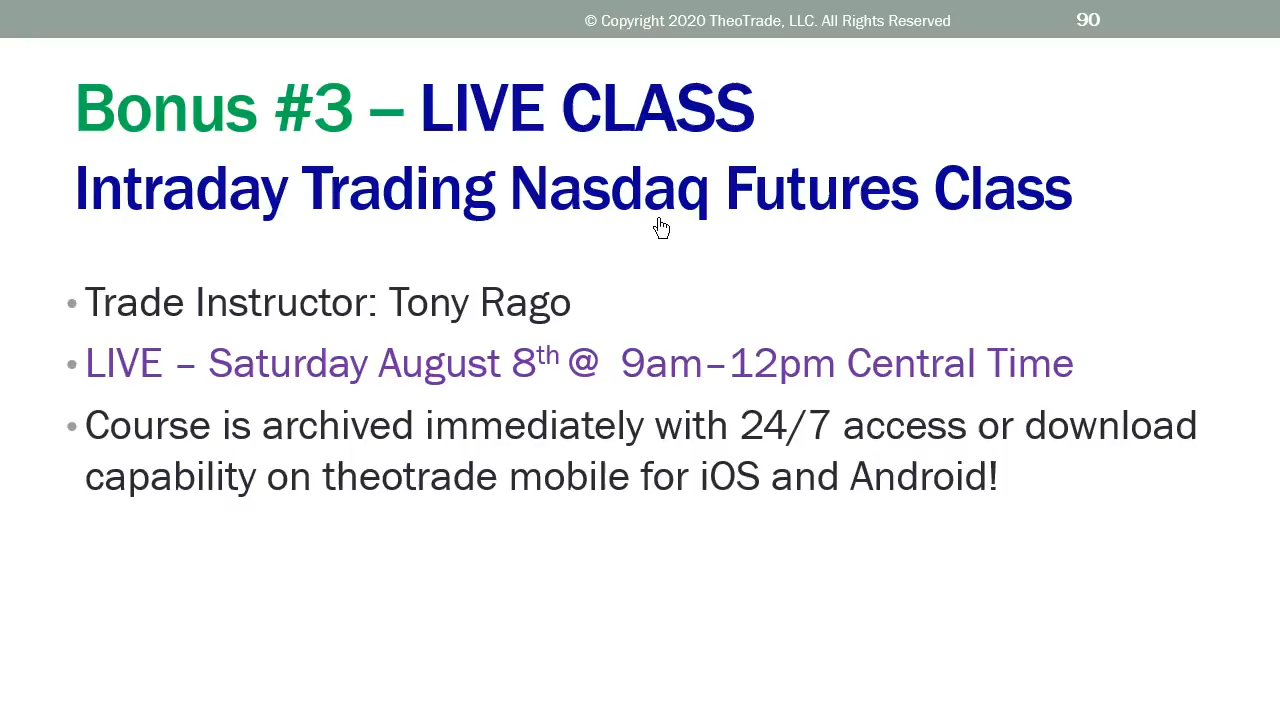 © Copyright 2020 TheoTrade, LLC. All Rights Reserved 90
Bonus #3 – LIVE CLASS
Intraday Trading Nasdaq Futures Class
• Trade Instructor: Tony Rago
• LIVE – Saturday August 8th @ 9am–12pm Central Time
• Course is archived immediately with 24/7 access or download
capability on theotrade mobile for iOS and Android!